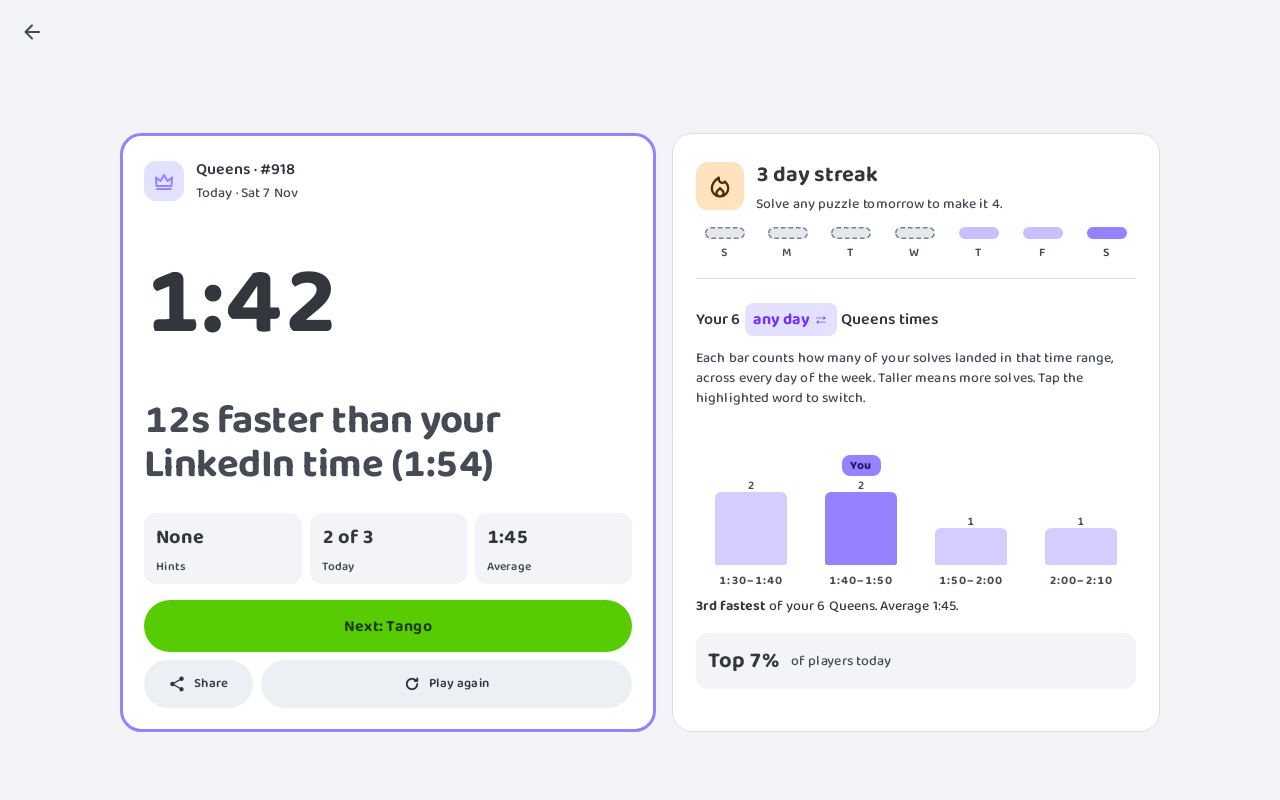 Queens · #918
Today · Sat 7 Nov
1:42
12s faster than your
LinkedIn time (1:54)
None
Hints
2 of 3
Today
1:45
Average
Next: Tango
Share
Play again
3 day streak
Solve any puzzle tomorrow to make it 4.
S M T W T F S
Your 6 any day ⇄ Queens times
Each bar counts how many of your solves landed in that time range,
across every day of the week. Taller means more solves. Tap the
highlighted word to switch.
You
2 2 1 1
1:30–1:40 1:40–1:50 1:50–2:00 2:00–2:10
3rd fastest of your 6 Queens. Average 1:45.
Top 7% of players today